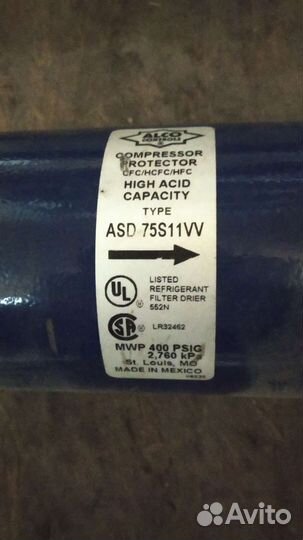 ALCO
CONTROLS
COMPRESSOR
PROTECTOR
CFC/HCFC/HFC
HIGH ACID
CAPACITY
TYPE
ASD 75S11VV
UL
LISTED
REFRIGERANT
FILTER DRIER
552N
SA
LR32462
MWP 400 PSIG
2,760 kPa
St. Louis, MO
MADE IN MEXICO
Avito